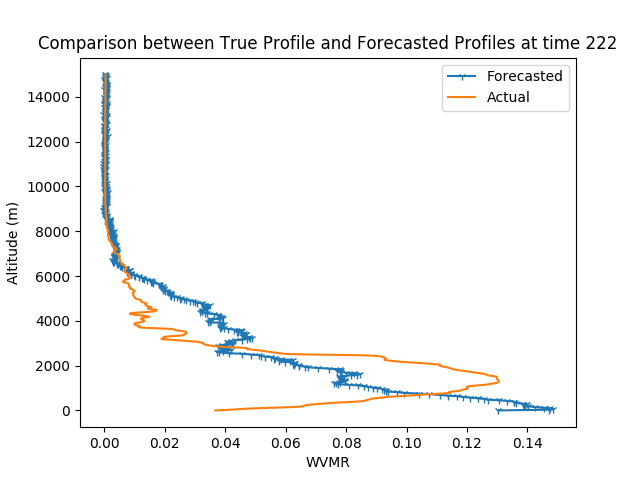 Comparison between True Profile and Forecasted Profiles at time 222
Forecasted
Actual
14000
12000
10000
8000
6000
4000
2000
0
Altitude (m)
0.00 0.02 0.04 0.06 0.08 0.10 0.12 0.14
WVMR